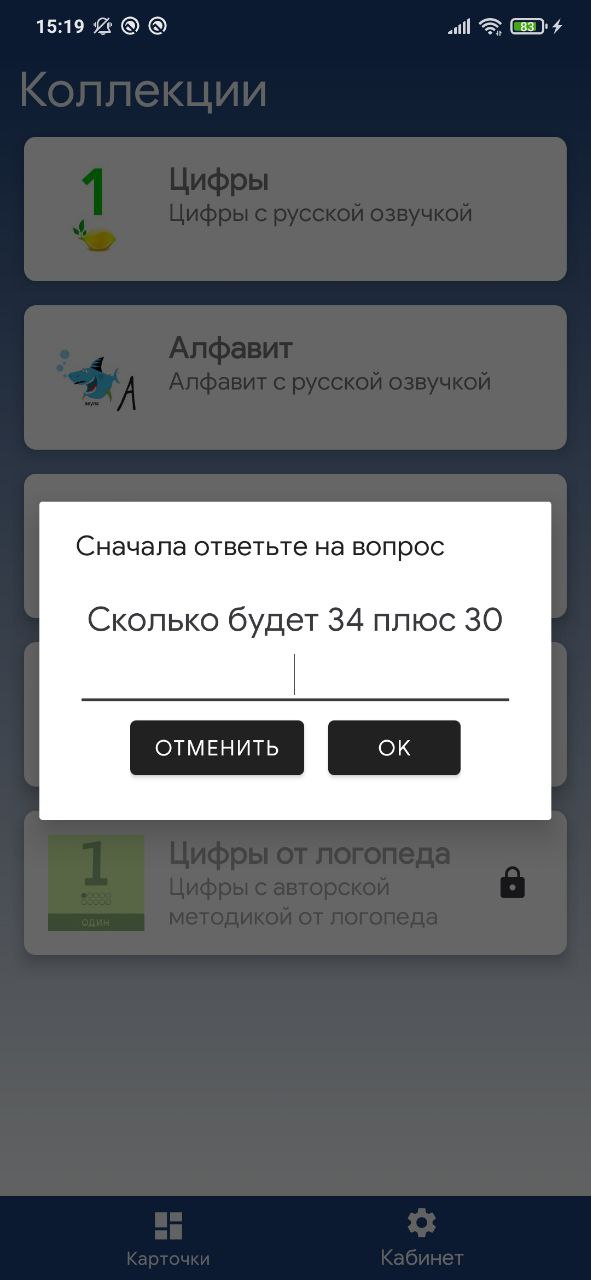 15:19
83
Коллекции
1
Цифры
Цифры с русской озвучкой
Алфавит
Алфавит с русской озвучкой
А
акула
Сначала ответьте на вопрос
Сколько будет 34 плюс 30
ОТМЕНИТЬ
ОК
1
один
Цифры от логопеда
Цифры с авторской
методикой от логопеда
Карточки
Кабинет